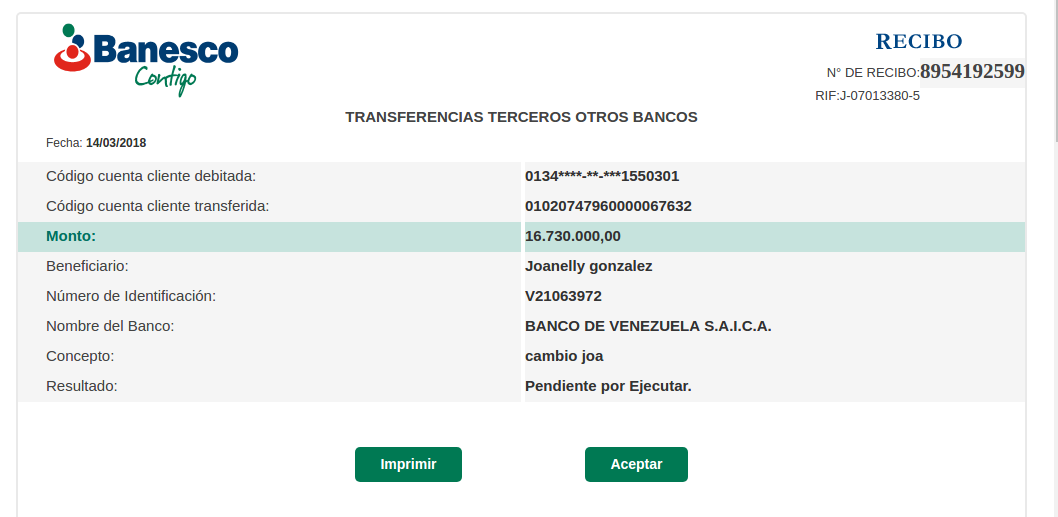 Banesco
Contigo
RECIBO
N° DE RECIBO:8954192599
RIF:J-07013380-5
TRANSFERENCIAS TERCEROS OTROS BANCOS
Fecha: 14/03/2018
Código cuenta cliente debitada: 0134****-**-***1550301
Código cuenta cliente transferida: 01020747960000067632
Monto: 16.730.000,00
Beneficiario: Joanelly gonzalez
Número de Identificación: V21063972
Nombre del Banco: BANCO DE VENEZUELA S.A.I.C.A.
Concepto: cambio joa
Resultado: Pendiente por Ejecutar.
Imprimir Aceptar